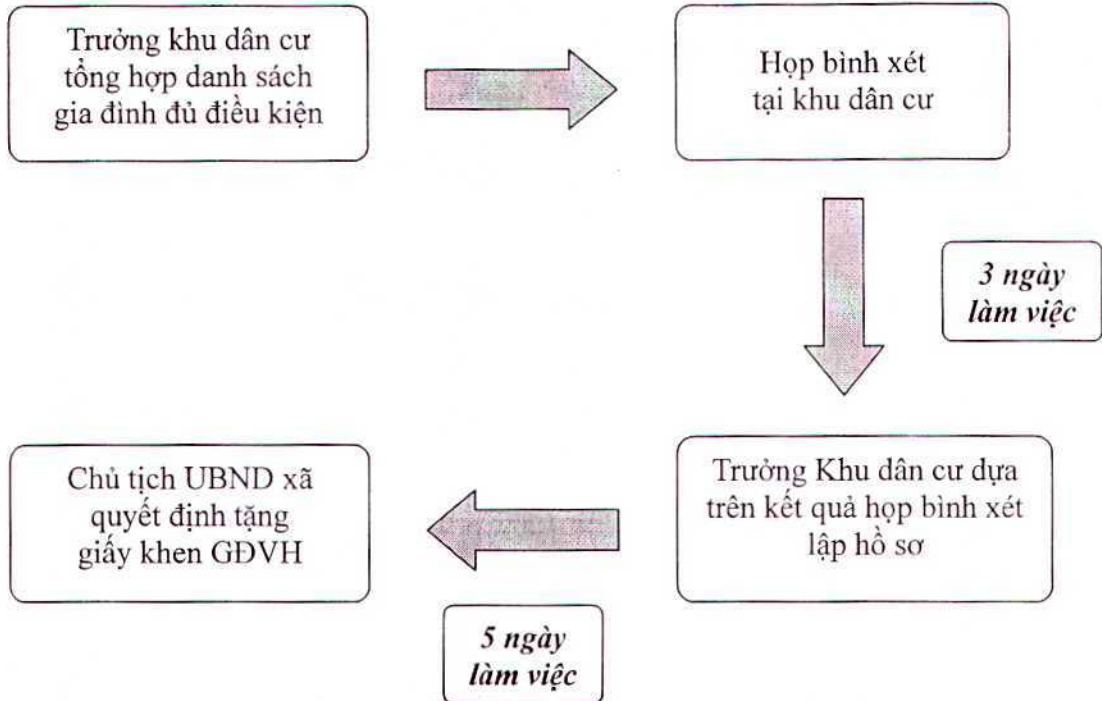 Trưởng khu dân cư
tổng hợp danh sách
gia đình đủ điều kiện
Họp bình xét
tại khu dân cư
3 ngày
làm việc
Trưởng Khu dân cư dựa
trên kết quả họp bình xét
lập hồ sơ
5 ngày
làm việc
Chủ tịch UBND xã
quyết định tặng
giấy khen GĐVH